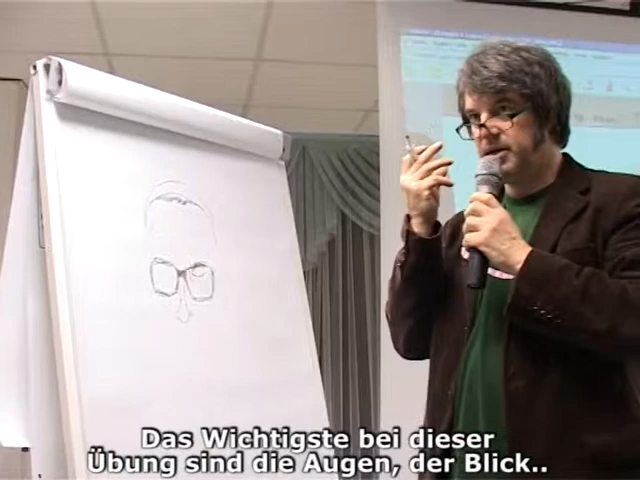 Das Wichtigste bei dieser
Übung sind die Augen, der Blick..